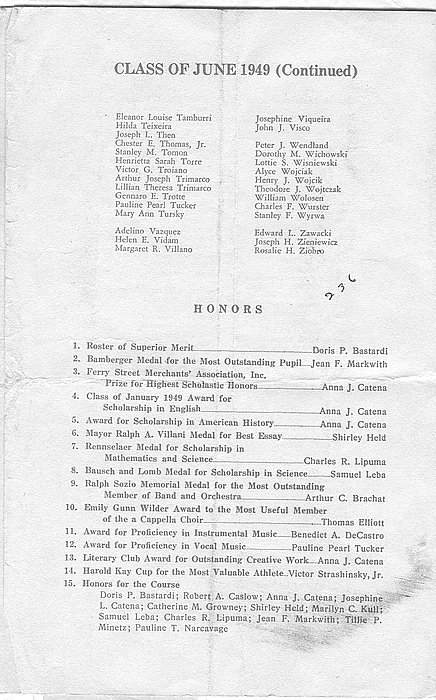 CLASS OF JUNE 1949 (Continued)
Eleanor Louise Tamburri
Hilda Teixeira
Joseph L. Then
Chester E. Thomas, Jr.
Stanley M. Tomon
Henrietta Sarah Torre
Victor G. Troiano
Arthur Joseph Trimarco
Lillian Theresa Trimarco
Gennaro E. Trotte
Pauline Pearl Tucker
Mary Ann Tursky
Adelino Vazquez
Helen E. Vidam
Margaret R. Villano
Josephine Viqueira
John J. Visco
Peter J. Wendland
Dorothy M. Wichowski
Lottie S. Wisniewski
Alyce Wojciak
Henry J. Wojcik
Theodore J. Wojtczak
William Wolosen
Charles F. Wurster
Stanley F. Wyrwa
Edward L. Zawacki
Joseph H. Zieniewicz
Rosalie H. Ziobro
236
HONORS
1. Roster of Superior Merit Doris P. Bastardi
2. Bamberger Medal for the Most Outstanding Pupil Jean F. Markwith
3. Ferry Street Merchants' Association, Inc.
Prize for Highest Scholastic Honors Anna J. Catena
4. Class of January 1949 Award for
Scholarship in English Anna J. Catena
5. Award for Scholarship in American History Anna J. Catena
6. Mayor Ralph A. Villani Medal for Best Essay Shirley Held
7. Rennselaer Medal for Scholarship in
Mathematics and Science Charles R. Lipuma
8. Bausch and Lomb Medal for Scholarship in Science Samuel Leba
9. Ralph Sozio Memorial Medal for the Most Outstanding
Member of Band and Orchestra Arthur C. Brachat
10. Emily Gunn Wilder Award to the Most Useful Member
of the a Cappella Choir Thomas Elliott
11. Award for Proficiency in Instrumental Music Benedict A. DeCastro
12. Award for Proficiency in Vocal Music Pauline Pearl Tucker
13. Literary Club Award for Outstanding Creative Work Anna J. Catena
14. Harold Kay Cup for the Most Valuable Athlete Victor Strashinsky, Jr.
15. Honors for the Course
Doris P. Bastardi; Robert A. Caslow; Anna J. Catena; Josephine
L. Catena; Catherine M. Growney; Shirley Held; Marilyn C. Kull;
Samuel Leba; Charles R. Lipuma; Jean F. Markwith; Tillie P.
Minetz; Pauline T. Narcavage